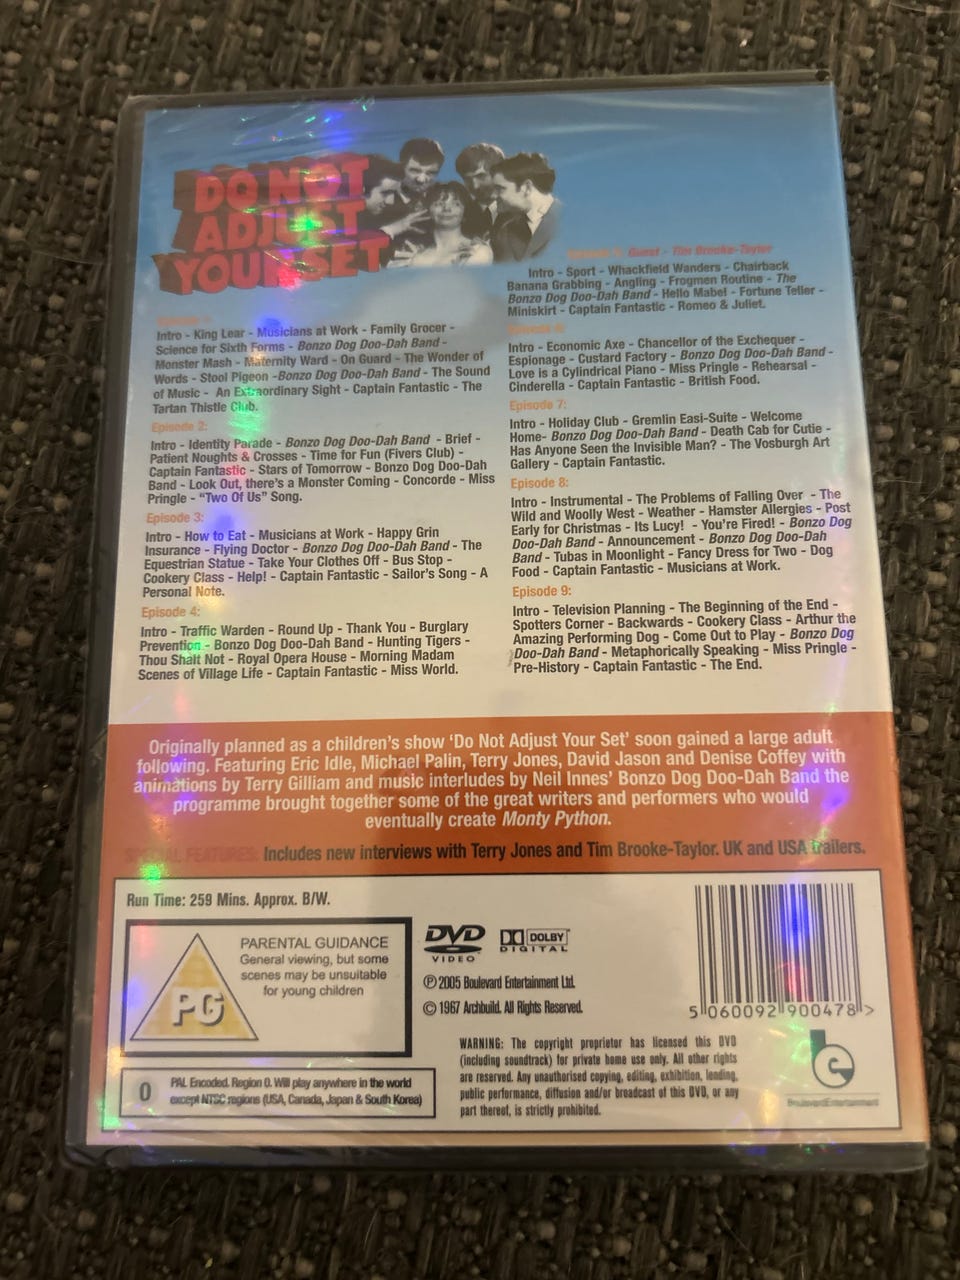 DO NOT
ADJUST
YOUR SET
Episode 1:
Intro - King Lear - Musicians at Work - Family Grocer -
Science for Sixth Forms - Bonzo Dog Doo-Dah Band -
Monster Mash - Maternity Ward - On Guard - The Wonder of
Words - Stool Pigeon -Bonzo Dog Doo-Dah Band - The Sound
of Music - An Extraordinary Sight - Captain Fantastic - The
Tartan Thistle Club.
Episode 2:
Intro - Identity Parade - Bonzo Dog Doo-Dah Band - Brief -
Patient Noughts & Crosses - Time for Fun (Fivers Club) -
Captain Fantastic - Stars of Tomorrow - Bonzo Dog Doo-Dah
Band - Look Out, there's a Monster Coming - Concorde - Miss
Pringle - "Two Of Us" Song.
Episode 3:
Intro - How to Eat - Musicians at Work - Happy Grin
Insurance - Flying Doctor - Bonzo Dog Doo-Dah Band - The
Equestrian Statue - Take Your Clothes Off - Bus Stop -
Cookery Class - Help! - Captain Fantastic - Sailor's Song - A
Personal Note.
Episode 4:
Intro - Traffic Warden - Round Up - Thank You - Burglary
Prevention - Bonzo Dog Doo-Dah Band - Hunting Tigers -
Thou Shalt Not - Royal Opera House - Morning Madam
Scenes of Village Life - Captain Fantastic - Miss World.
Episode 5: Guest - Tim Brooke-Taylor
Intro - Sport - Whackfield Wanders - Chairback
Banana Grabbing - Angling - Frogmen Routine - The
Bonzo Dog Doo-Dah Band - Hello Mabel - Fortune Teller -
Miniskirt - Captain Fantastic - Romeo & Juliet.
Episode 6:
Intro - Economic Axe - Chancellor of the Exchequer -
Espionage - Custard Factory - Bonzo Dog Doo-Dah Band -
Love is a Cylindrical Piano - Miss Pringle - Rehearsal -
Cinderella - Captain Fantastic - British Food.
Episode 7:
Intro - Holiday Club - Gremlin Easi-Suite - Welcome
Home- Bonzo Dog Doo-Dah Band - Death Cab for Cutie -
Has Anyone Seen the Invisible Man? - The Vosburgh Art
Gallery - Captain Fantastic.
Episode 8:
Intro - Instrumental - The Problems of Falling Over - The
Wild and Woolly West - Weather - Hamster Allergies - Post
Early for Christmas - Its Lucy! - You're Fired! - Bonzo Dog
Doo-Dah Band - Announcement - Bonzo Dog Doo-Dah
Band - Tubas in Moonlight - Fancy Dress for Two - Dog
Food - Captain Fantastic - Musicians at Work.
Episode 9:
Intro - Television Planning - The Beginning of the End -
Spotters Corner - Backwards - Cookery Class - Arthur the
Amazing Performing Dog - Come Out to Play - Bonzo Dog
Doo-Dah Band - Metaphorically Speaking - Miss Pringle -
Pre-History - Captain Fantastic - The End.
Originally planned as a children's show 'Do Not Adjust Your Set' soon gained a large adult
following. Featuring Eric Idle, Michael Palin, Terry Jones, David Jason and Denise Coffey with
animations by Terry Gilliam and music interludes by Neil Innes' Bonzo Dog Doo-Dah Band the
programme brought together some of the great writers and performers who would
eventually create Monty Python.
SPECIAL FEATURES: Includes new interviews with Terry Jones and Tim Brooke-Taylor. UK and USA trailers.
Run Time: 259 Mins. Approx. B/W.
PG
PARENTAL GUIDANCE
General viewing, but some
scenes may be unsuitable
for young children
0
PAL Encoded. Region 0. Will play anywhere in the world
except NTSC regions (USA, Canada, Japan & South Korea)
DVD
VIDEO
DOLBY
DIGITAL
℗ 2005 Boulevard Entertainment Ltd.
© 1967 Archbuild. All Rights Reserved.
WARNING: The copyright proprietor has licensed this DVD
(including soundtrack) for private home use only. All other rights
are reserved. Any unauthorised copying, editing, exhibition, lending,
public performance, diffusion and/or broadcast of this DVD, or any
part thereof, is strictly prohibited.
5 060092 900478 >
BoulevardEntertainment